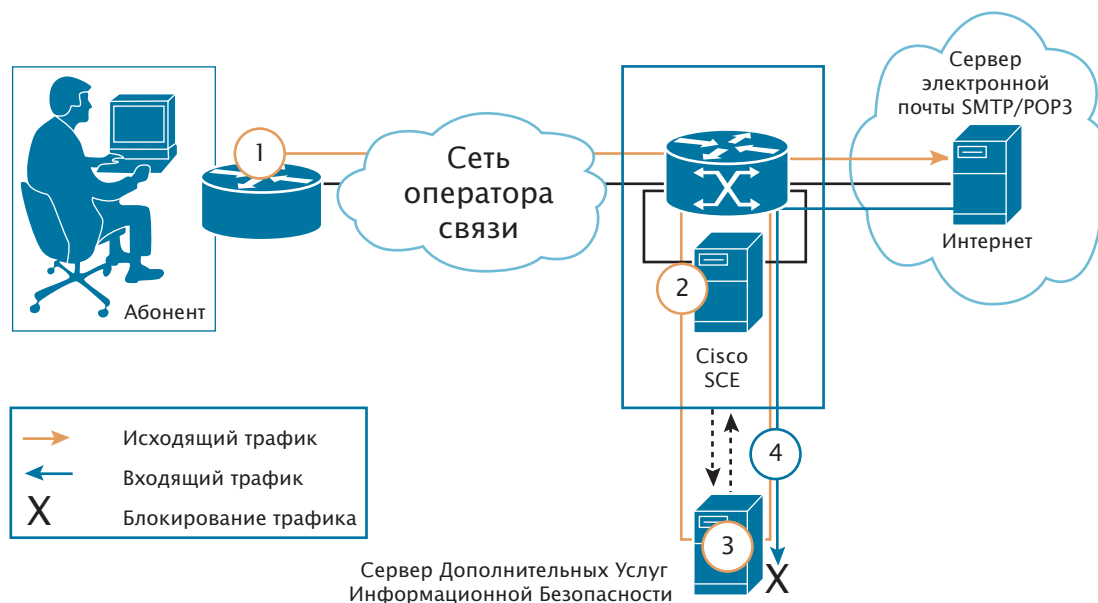 Сервер
электронной
почты SMTP/POP3
1
Сеть
оператора
связи
Интернет
2
Абонент
Cisco
SCE
Исходящий трафик
4
Входящий трафик
X
Блокирование трафика
3
X
Сервер Дополнительных Услуг
Информационной Безопасности